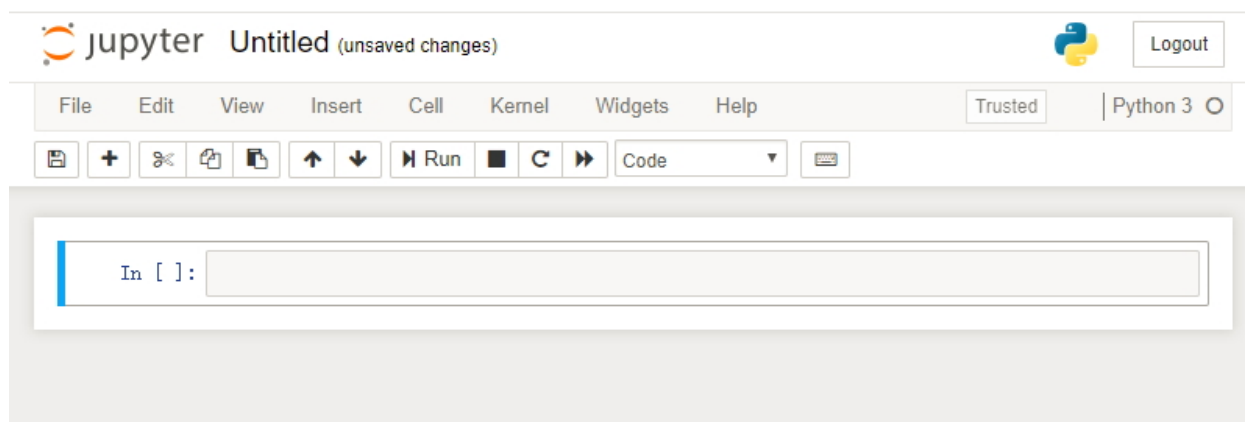 jupyter Untitled (unsaved changes) Logout
File Edit View Insert Cell Kernel Widgets Help Trusted Python 3
Run Code
In [ ]: